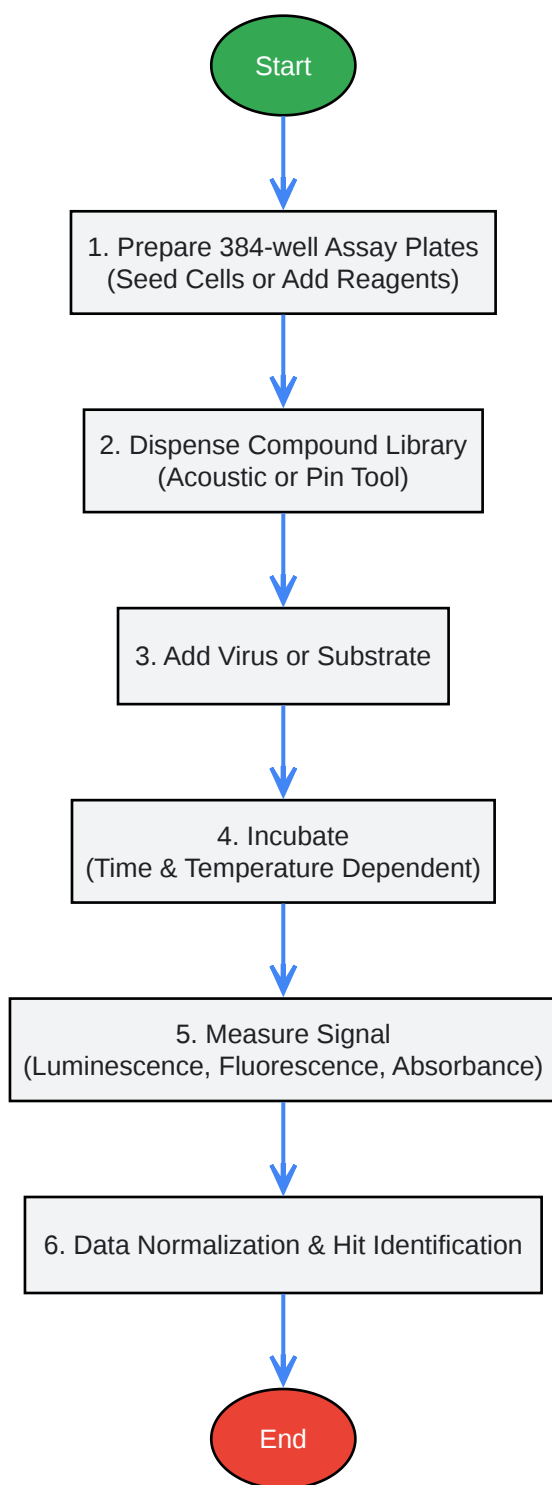 Start
1. Prepare 384-well Assay Plates
(Seed Cells or Add Reagents)
2. Dispense Compound Library
(Acoustic or Pin Tool)
3. Add Virus or Substrate
4. Incubate
(Time & Temperature Dependent)
5. Measure Signal
(Luminescence, Fluorescence, Absorbance)
6. Data Normalization & Hit Identification
End